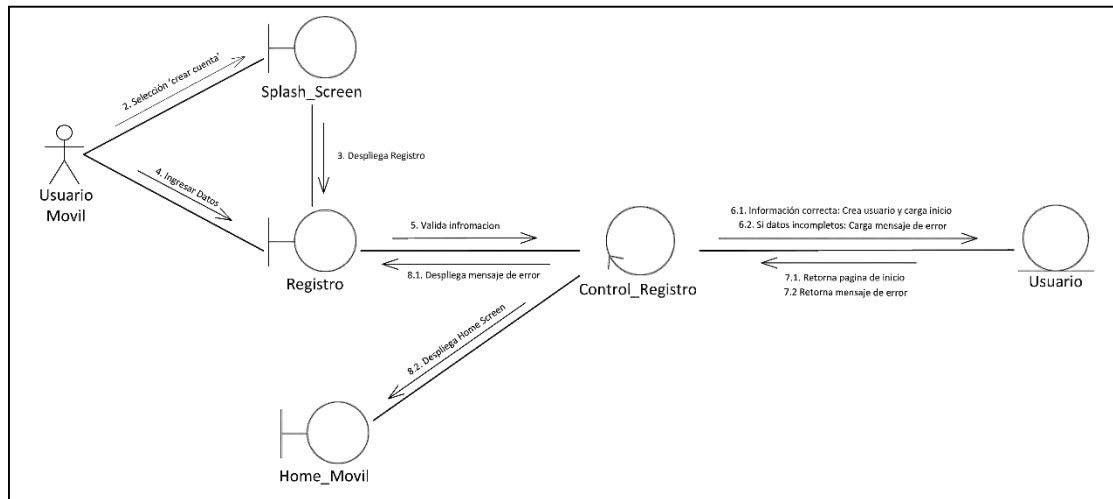 Splash_Screen
2. Selección 'crear cuenta'
3. Despliega Registro
Usuario
Movil
4. Ingresar Datos
Registro
5. Valida infromacion
8.1. Despliega mensaje de error
Control_Registro
6.1. Información correcta: Crea usuario y carga inicio
6.2. Si datos incompletos: Carga mensaje de error
7.1. Retorna pagina de inicio
7.2 Retorna mensaje de error
Usuario
8.2. Despliega Home Screen
Home_Movil